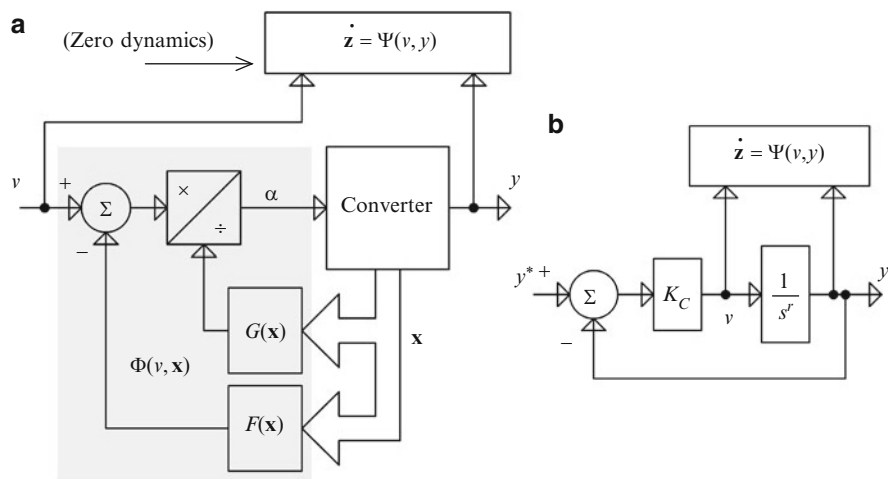 a
(Zero dynamics)
ż = Ψ(v, y)
v
+
Σ
−
×
÷
α
Converter
y
G(x)
x
Φ(v, x)
F(x)
b
ż = Ψ(v,y)
y* +
Σ
−
K_C
v
1
s^r
y